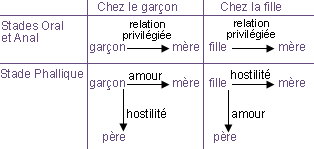 Chez le garçon Chez la fille
Stades Oral et Anal
relation privilégiée
garçon mère
relation privilégiée
fille mère
Stade Phallique
amour
garçon mère
hostilité
père
hostilité
fille mère
amour
père